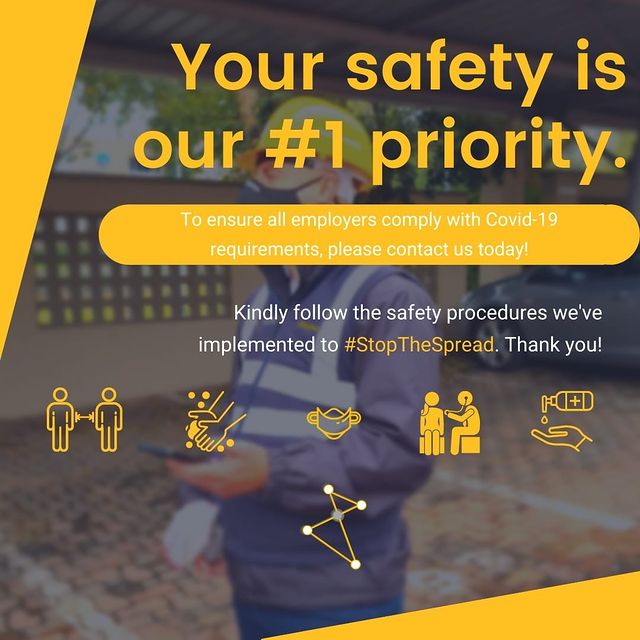 Your safety is
our #1 priority.
To ensure all employers comply with Covid-19
requirements, please contact us today!
Kindly follow the safety procedures we've
implemented to #StopTheSpread. Thank you!